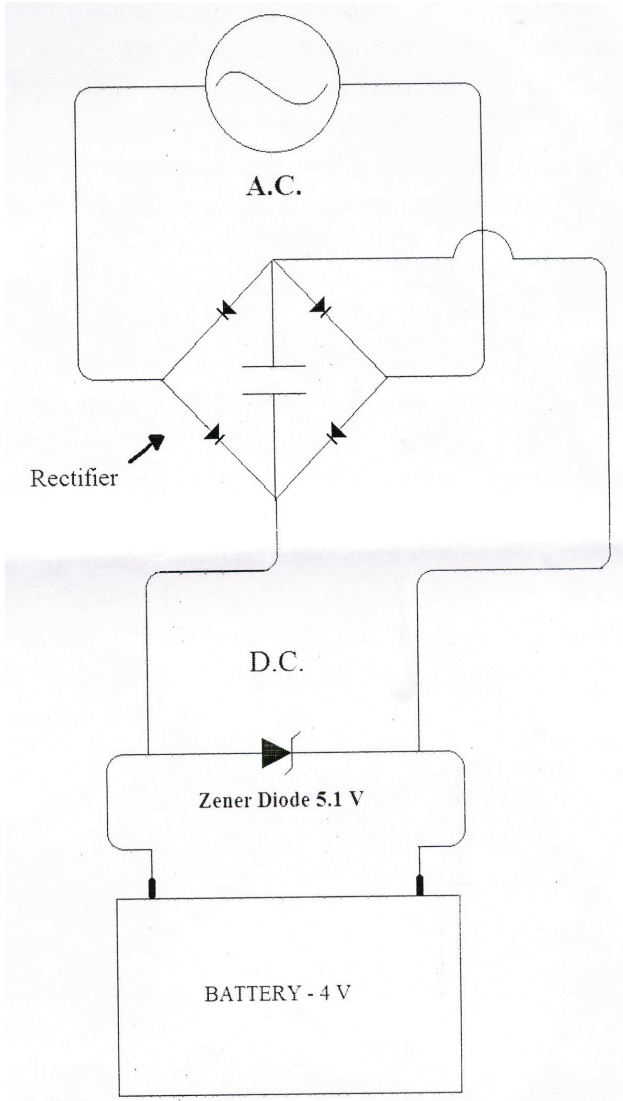 A.C.
Rectifier
D.C.
Zener Diode 5.1 V
BATTERY - 4 V